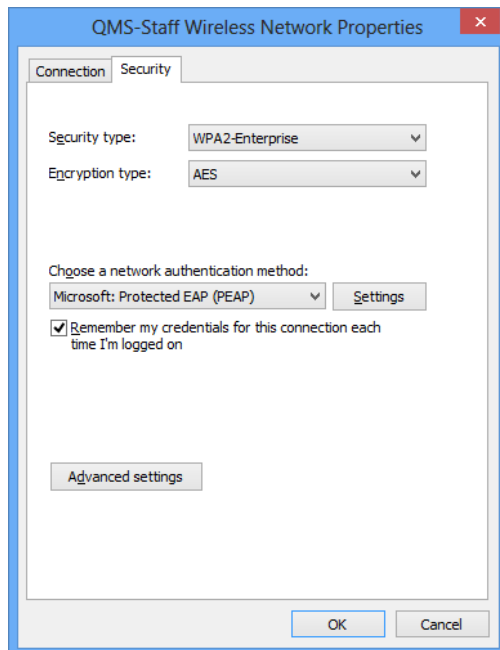 QMS-Staff Wireless Network Properties
Connection
Security
Security type:
WPA2-Enterprise
Encryption type:
AES
Choose a network authentication method:
Microsoft: Protected EAP (PEAP)
Settings
Remember my credentials for this connection each
time I'm logged on
Advanced settings
OK
Cancel